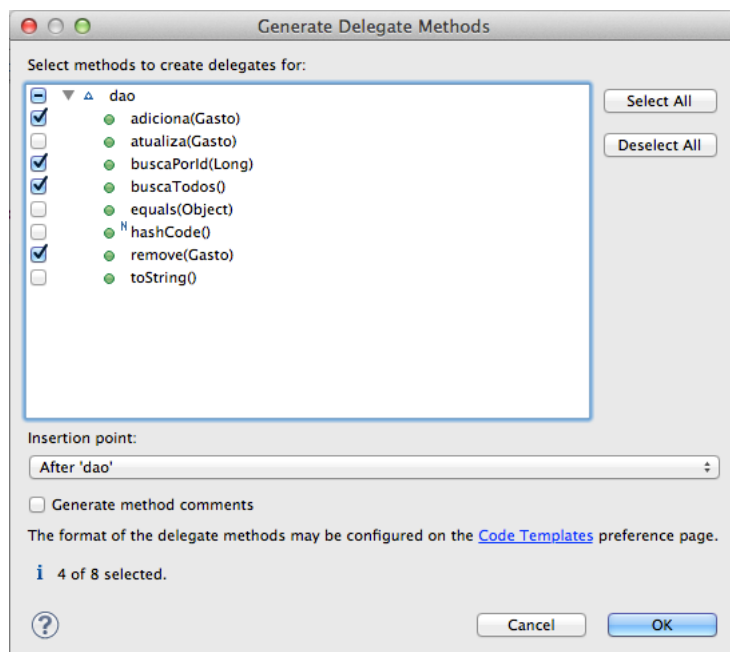 Generate Delegate Methods
Select methods to create delegates for:
dao
adiciona(Gasto)
atualiza(Gasto)
buscaPorId(Long)
buscaTodos()
equals(Object)
N hashCode()
remove(Gasto)
toString()
Select All
Deselect All
Insertion point:
After 'dao'
Generate method comments
The format of the delegate methods may be configured on the Code Templates preference page.
i 4 of 8 selected.
?
Cancel
OK